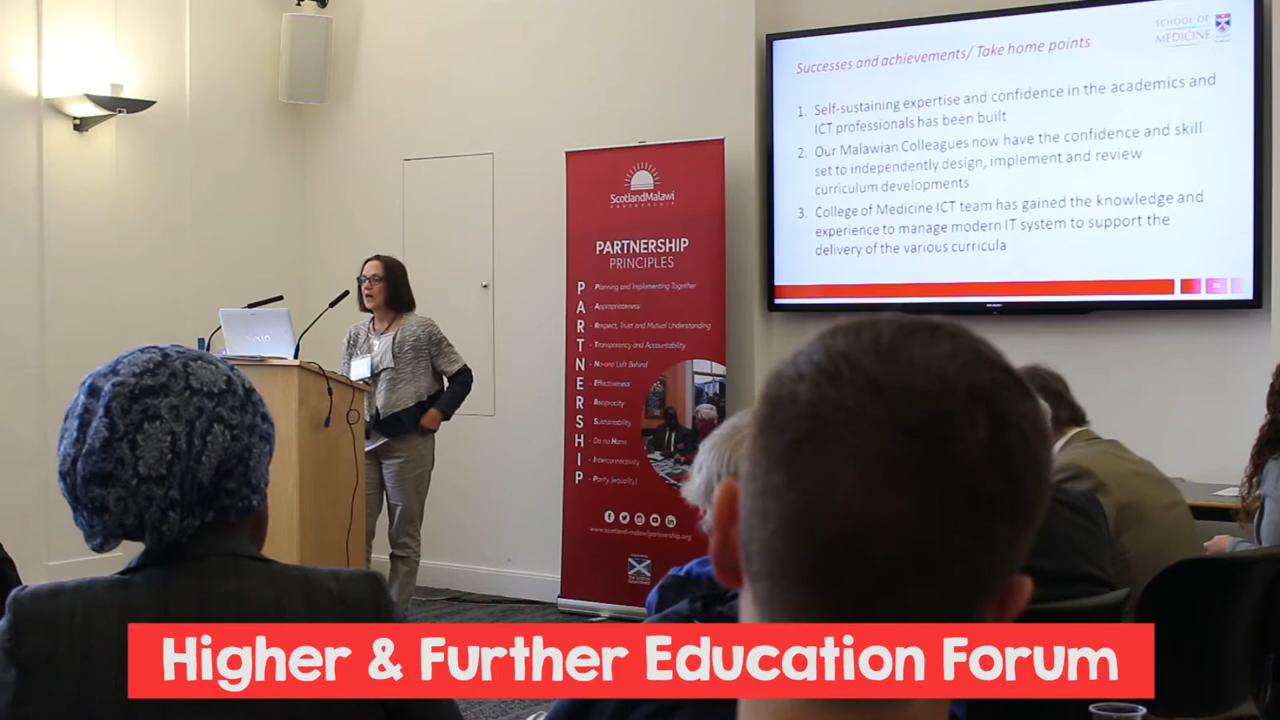 SCHOOL OF
MEDICINE
Successes and achievements/ Take home points
1. Self-sustaining expertise and confidence in the academics and
ICT professionals has been built
2. Our Malawian Colleagues now have the confidence and skill
set to independently design, implement and review
curriculum developments
3. College of Medicine ICT team has gained the knowledge and
experience to manage modern IT system to support the
delivery of the various curricula
ScotlandMalawi
PARTNERSHIP
PARTNERSHIP
PRINCIPLES
P - Planning and Implementing Together
A - Appropriateness
R - Respect, Trust and Mutual Understanding
T - Transparency and Accountability
N - No-one Left Behind
E - Effectiveness
R - Reciprocity
S - Sustainability
H - Do no Harm
I - Interconnectivity
P - Parity (equality)
www.scotland-malawipartnership.org
The Scottish
Government
VAIO
Higher & Further Education Forum